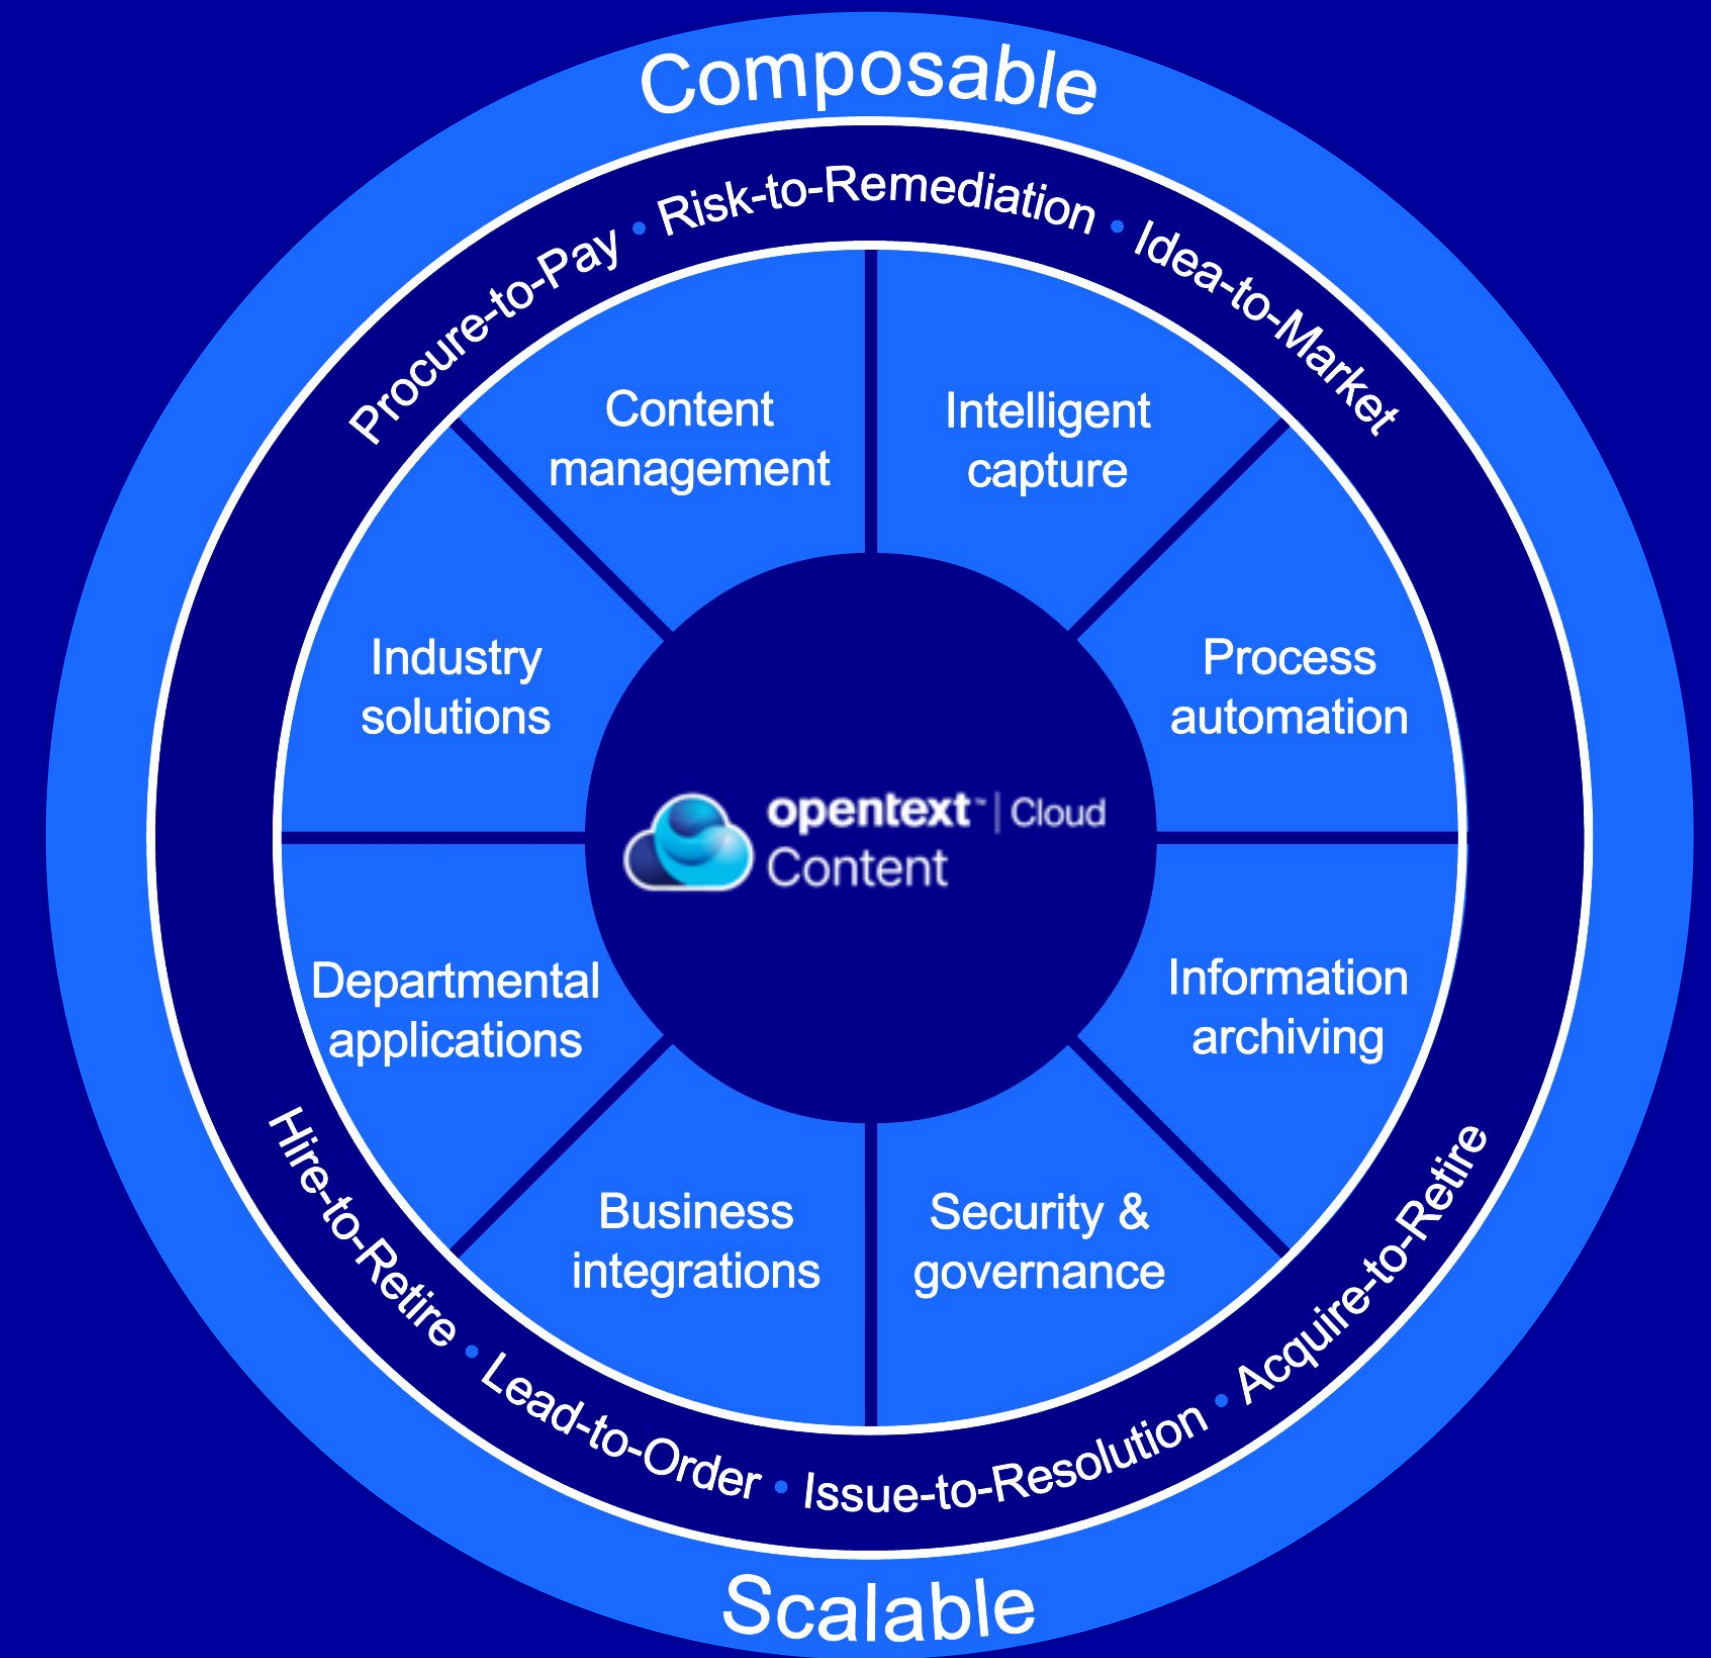 Composable
Procure-to-Pay • Risk-to-Remediation • Idea-to-Market
Content
management
Intelligent
capture
Industry
solutions
Process
automation
opentext™ | Cloud
Content
Departmental
applications
Information
archiving
Business
integrations
Security &
governance
Hire-to-Retire • Lead-to-Order • Issue-to-Resolution • Acquire-to-Retire
Scalable